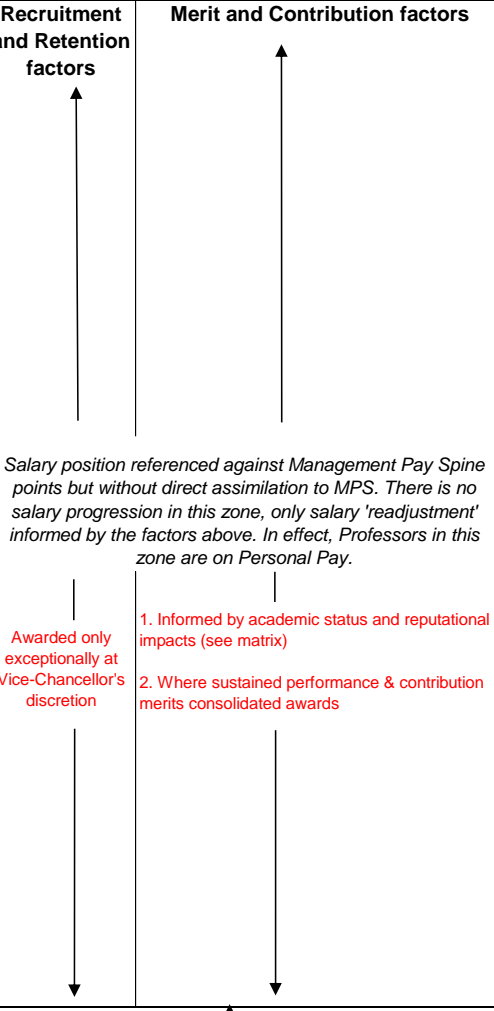 Recruitment
and Retention
factors
Merit and Contribution factors
Salary position referenced against Management Pay Spine
points but without direct assimilation to MPS. There is no
salary progression in this zone, only salary 'readjustment'
informed by the factors above. In effect, Professors in this
zone are on Personal Pay.
Awarded only
exceptionally at
Vice-Chancellor's
discretion
1. Informed by academic status and reputational
impacts (see matrix)
2. Where sustained performance & contribution
merits consolidated awards